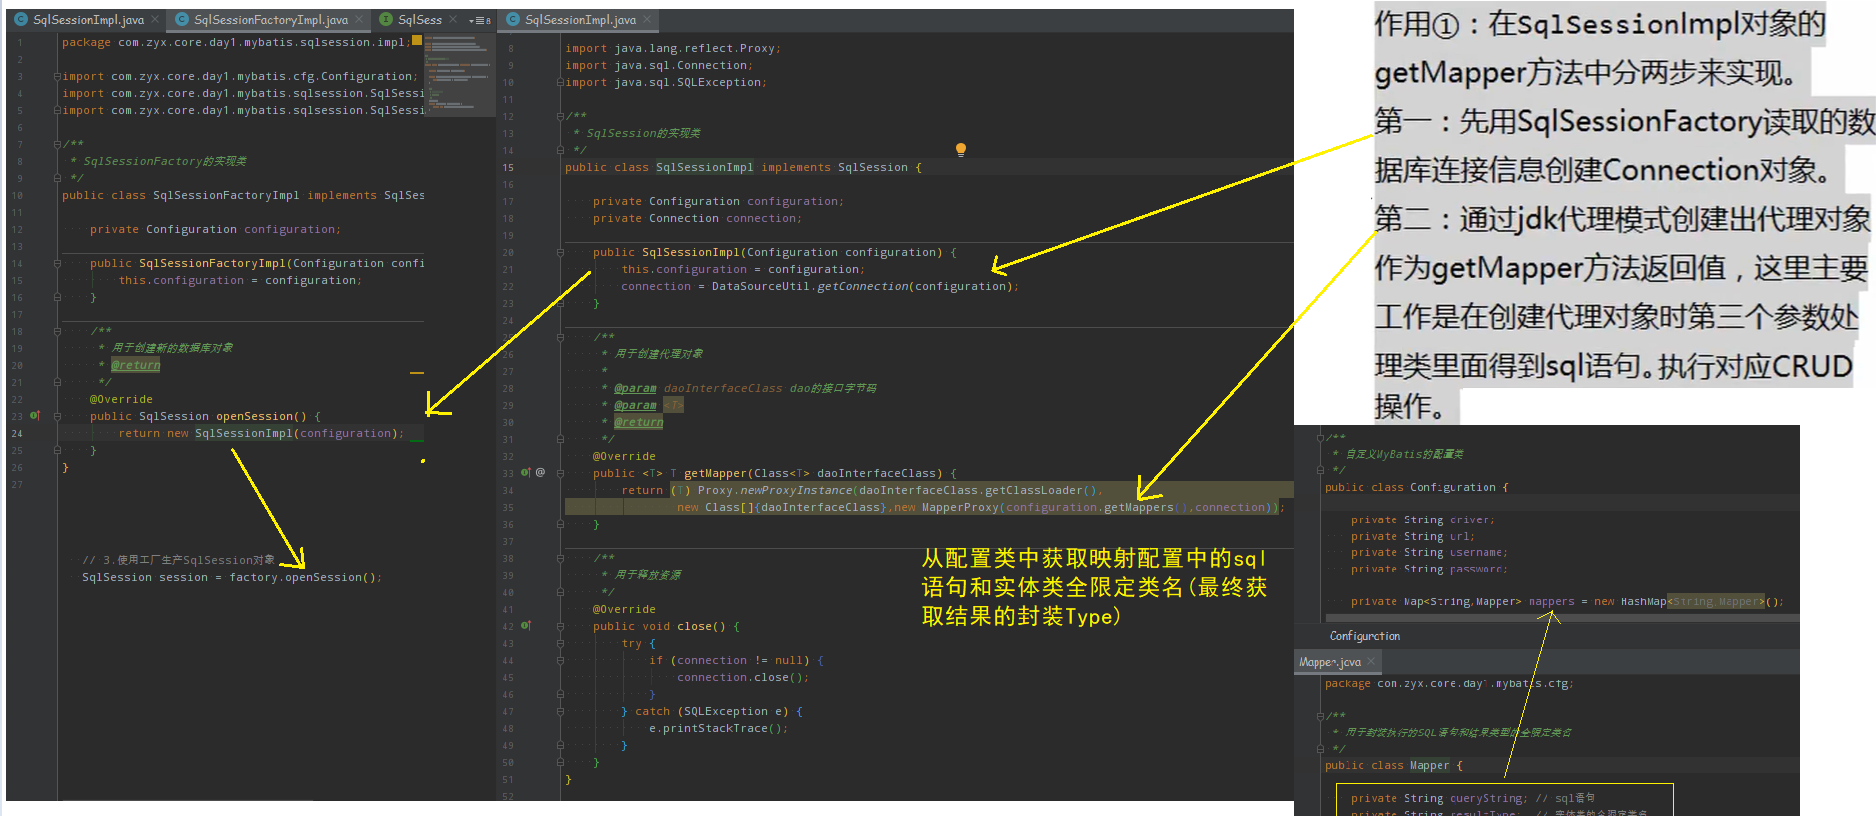 SqlSessionImpl.java
SqlSessionFactoryImpl.java
SqlSess
1 package com.zyx.core.day1.mybatis.sqlsession.impl;
2
3 import com.zyx.core.day1.mybatis.cfg.Configuration;
4 import com.zyx.core.day1.mybatis.sqlsession.SqlSessi
5 import com.zyx.core.day1.mybatis.sqlsession.SqlSessi
6
7 /**
8 * SqlSessionFactory的实现类
9 */
10 public class SqlSessionFactoryImpl implements SqlSes
11
12 private Configuration configuration;
13
14 public SqlSessionFactoryImpl(Configuration confi
15 this.configuration = configuration;
16 }
17
18 /**
19 * 用于创建新的数据库对象
20 * @return
21 */
22 @Override
23 public SqlSession openSession() {
24 return new SqlSessionImpl(configuration);
25 }
26 }
27
// 3.使用工厂生产SqlSession对象
SqlSession session = factory.openSession();
SqlSessionImpl.java
8 import java.lang.reflect.Proxy;
9 import java.sql.Connection;
10 import java.sql.SQLException;
11
12 /**
13 * SqlSession的实现类
14 */
15 public class SqlSessionImpl implements SqlSession {
16
17 private Configuration configuration;
18 private Connection connection;
19
20 public SqlSessionImpl(Configuration configuration) {
21 this.configuration = configuration;
22 connection = DataSourceUtil.getConnection(configuration);
23 }
24
25 /**
26 * 用于创建代理对象
27 *
28 * @param daoInterfaceClass dao的接口字节码
29 * @param <T>
30 * @return
31 */
32 @Override
33 public <T> T getMapper(Class<T> daoInterfaceClass) {
34 return (T) Proxy.newProxyInstance(daoInterfaceClass.getClassLoader(),
35 new Class[]{daoInterfaceClass},new MapperProxy(configuration.getMappers(),connection));
36 }
37
38 /**
39 * 用于释放资源
40 */
41 @Override
42 public void close() {
43 try {
44 if (connection != null) {
45 connection.close();
46 }
47 } catch (SQLException e) {
48 e.printStackTrace();
49 }
50 }
51 }
52
从配置类中获取映射配置中的sql
语句和实体类全限定类名(最终获
取结果的封装Type)
作用①：在SqlSessionImpl对象的
getMapper方法中分两步来实现。
第一：先用SqlSessionFactory读取的数
据库连接信息创建Connection对象。
第二：通过jdk代理模式创建出代理对象
作为getMapper方法返回值，这里主要
工作是在创建代理对象时第三个参数处
理类里面得到sql语句。执行对应CRUD
操作。
/**
* 自定义MyBatis的配置类
*/
public class Configuration {
private String driver;
private String url;
private String username;
private String password;
private Map<String,Mapper> mappers = new HashMap<String,Mapper>();
Configuration
Mapper.java
package com.zyx.core.day1.mybatis.cfg;
/**
* 用于封装执行的SQL语句和结果类型的全限定类名
*/
public class Mapper {
private String queryString; // sql语句
private String resultType; // 实体类的全限定类名